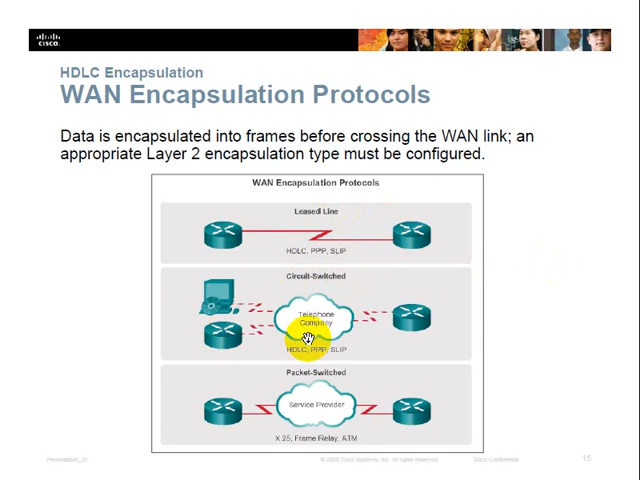 CISCO.
HDLC Encapsulation
WAN Encapsulation Protocols
Data is encapsulated into frames before crossing the WAN link; an
appropriate Layer 2 encapsulation type must be configured.
WAN Encapsulation Protocols
Leased Line
HDLC, PPP, SLIP
Circuit-Switched
Telephone
Company
HDLC, PPP, SLIP
Packet-Switched
Service Provider
X.25, Frame Relay, ATM
Presentation_ID
Cisco Systems, Inc. All rights reserved.
Cisco Confidential
15